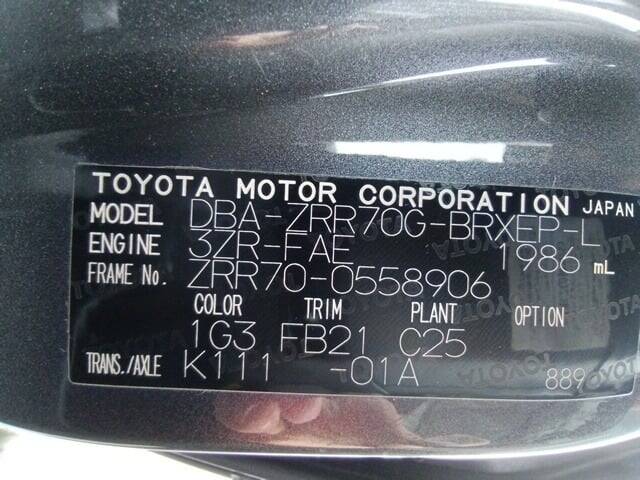 TOYOTA MOTOR CORPORATION JAPAN
MODEL DBA-ZRR70G-BRXEP-L
ENGINE 3ZR-FAE 1986 mL
FRAME No. ZRR70-0558906
COLOR TRIM PLANT OPTION
1G3 FB21 C25
TRANS./AXLE K111 -01A 889